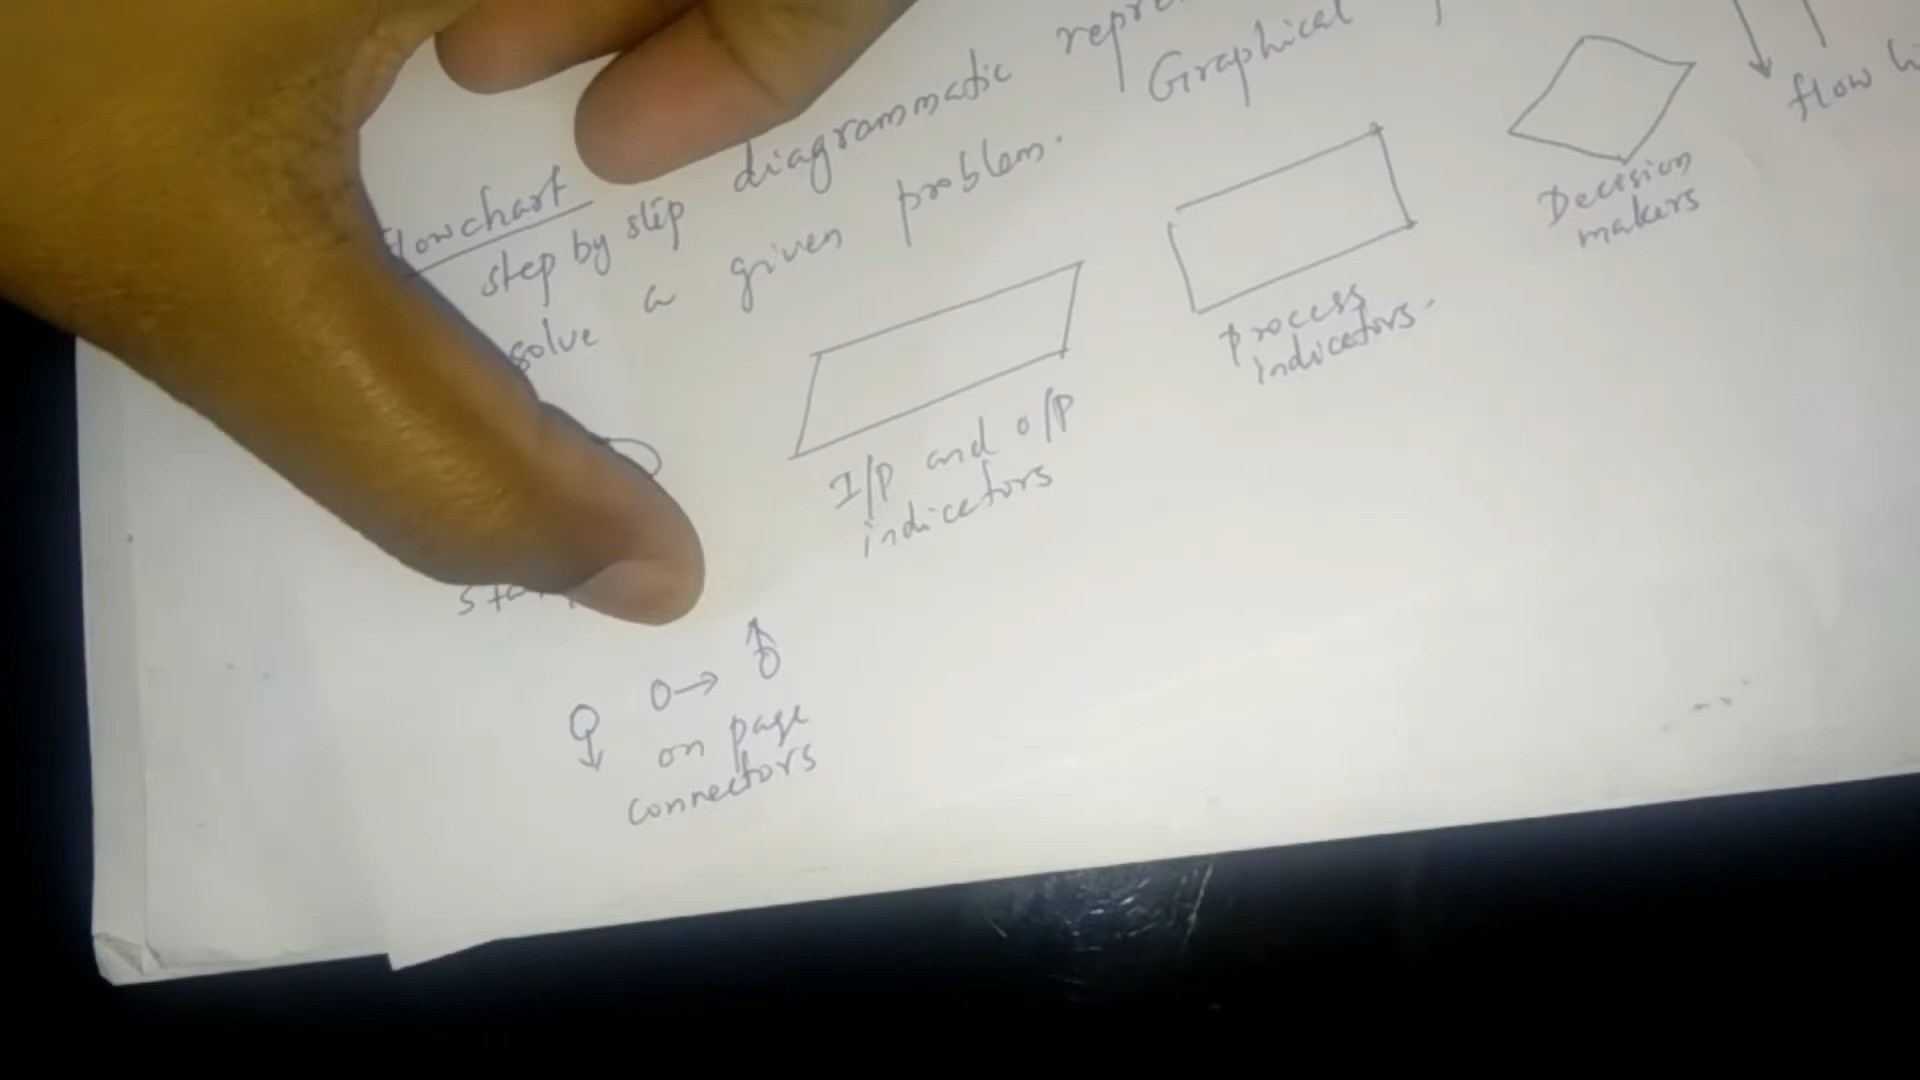 flowchart
step by step diagrammatic
Graphical
solve a given problem.
flow
Decision
makers
process
indicators.
I/P and O/P
indicators
on page
connectors